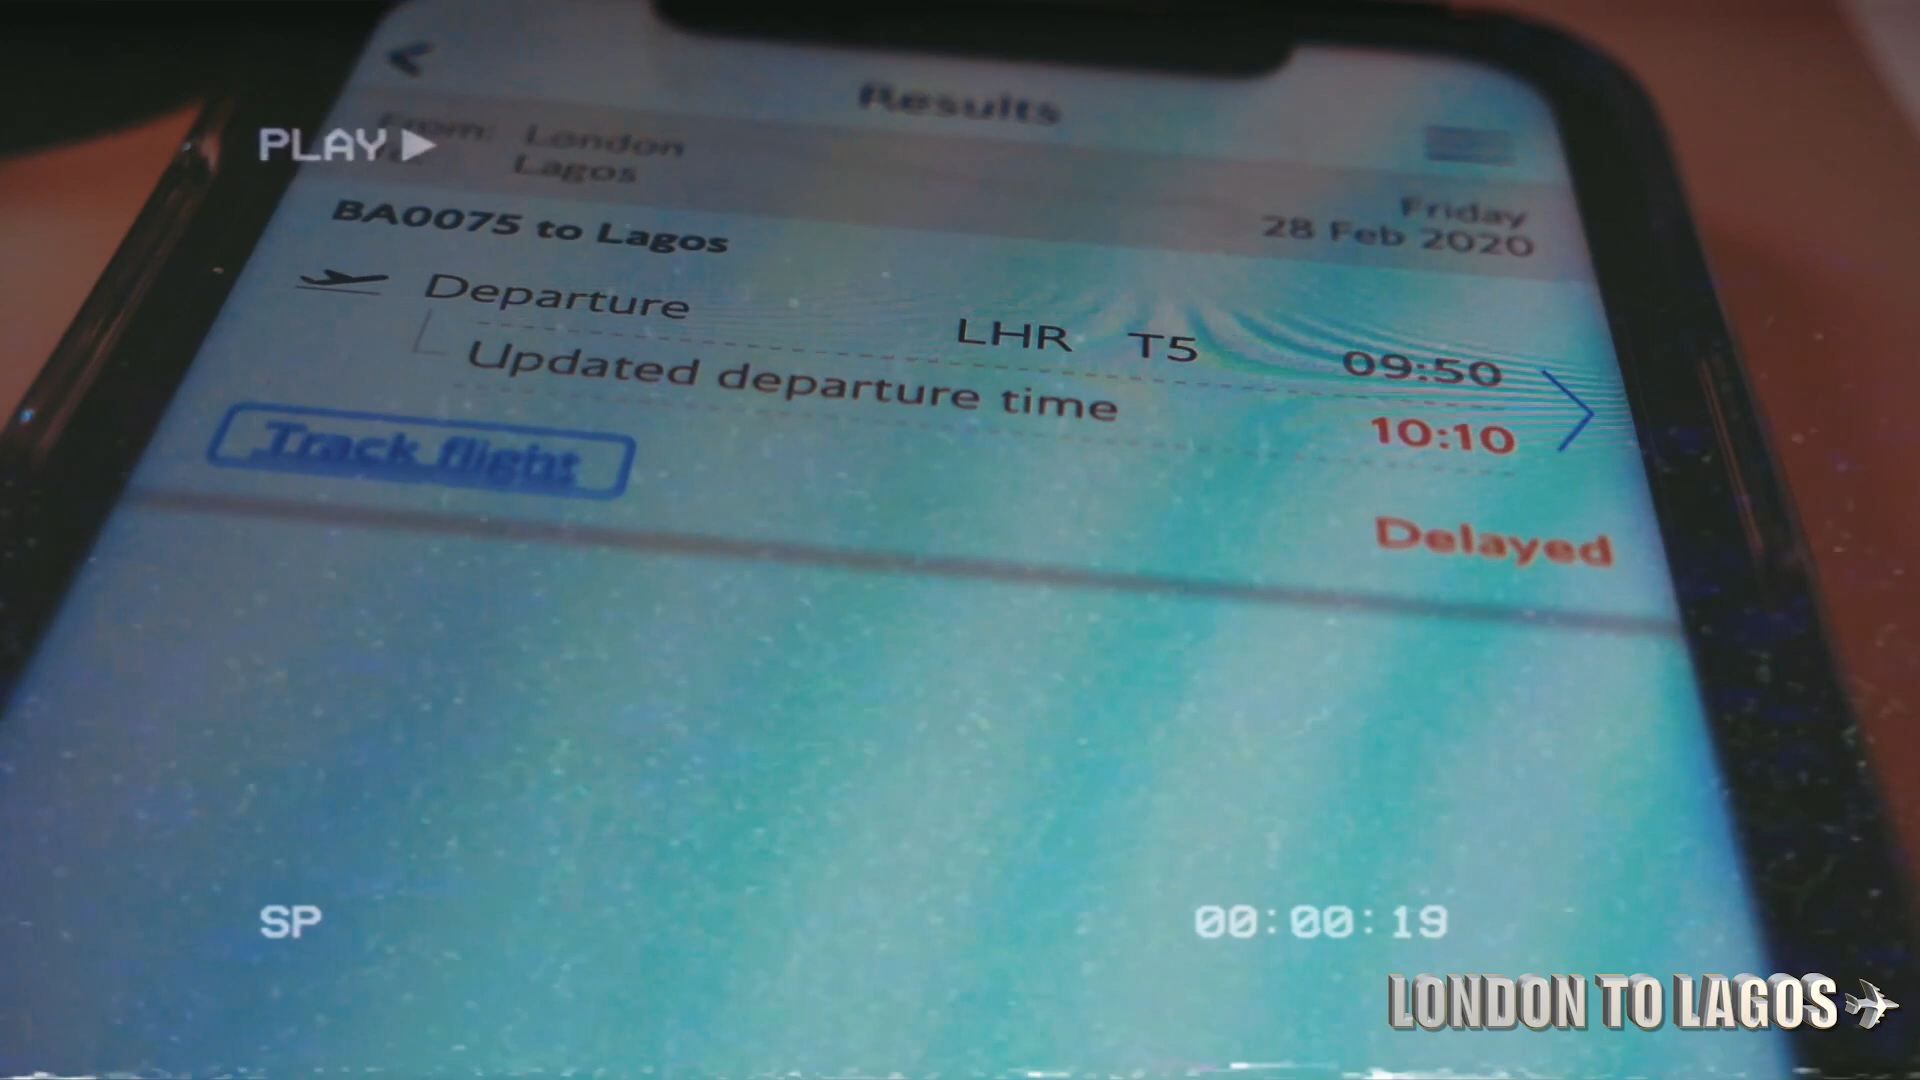 Results
PLAY
From: London
Lagos
Friday
28 Feb 2020
BA0075 to Lagos
Departure LHR T5 09:50
Updated departure time 10:10
Track flight
Delayed
SP
00:00:19
LONDON TO LAGOS